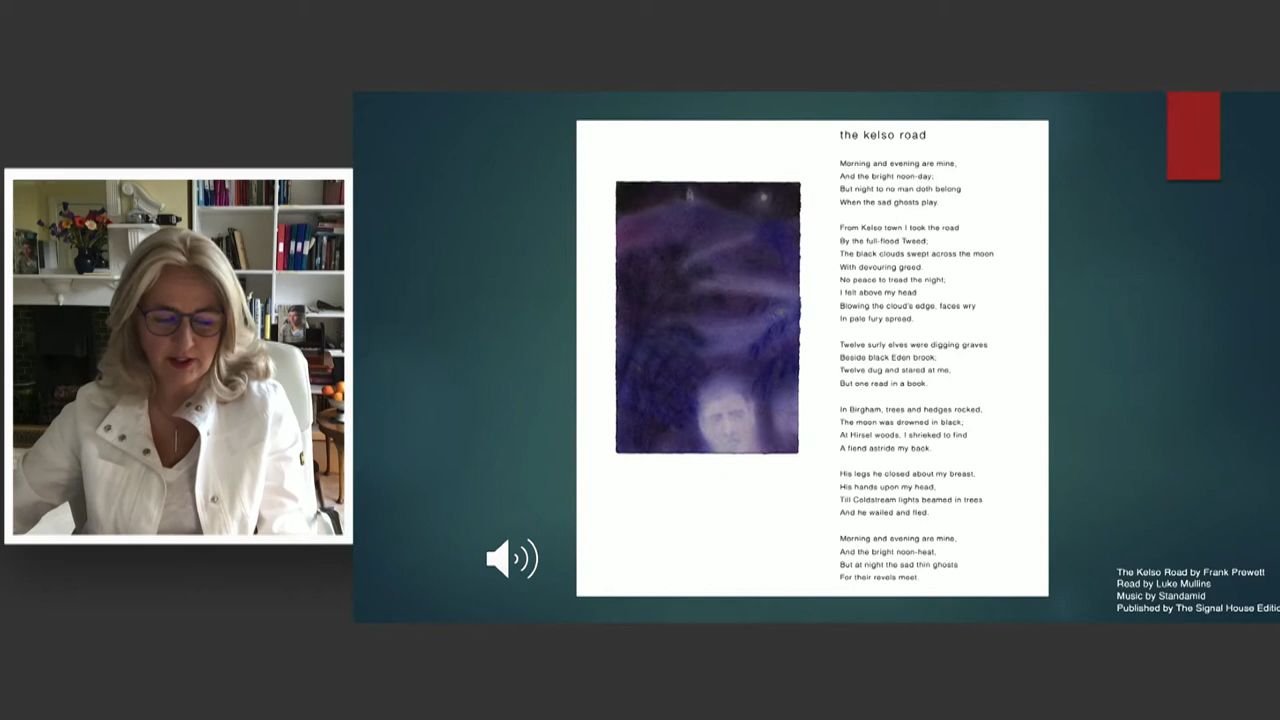 the kelso road
Morning and evening are mine,
And the bright noon-day;
But night to no man doth belong
When the sad ghosts play.
From Kelso town I took the road
By the full-flood Tweed;
The black clouds swept across the moon
With devouring greed.
No peace to tread the night;
I felt above my head
Blowing the cloud's edge, faces wry
In pale fury spread.
Twelve surly elves were digging graves
Beside black Eden brook;
Twelve dug and stared at me,
But one read in a book.
In Birgham, trees and hedges rocked,
The moon was drowned in black;
At Hirsel woods, I shrieked to find
A fiend astride my back.
His legs he closed about my breast,
His hands upon my head,
Till Coldstream lights beamed in trees
And he wailed and fled.
Morning and evening are mine,
And the bright noon-heat,
But at night the sad thin ghosts
For their revels meet.
The Kelso Road by Frank Prewett
Read by Luke Mullins
Music by Standamid
Published by The Signal House Editio